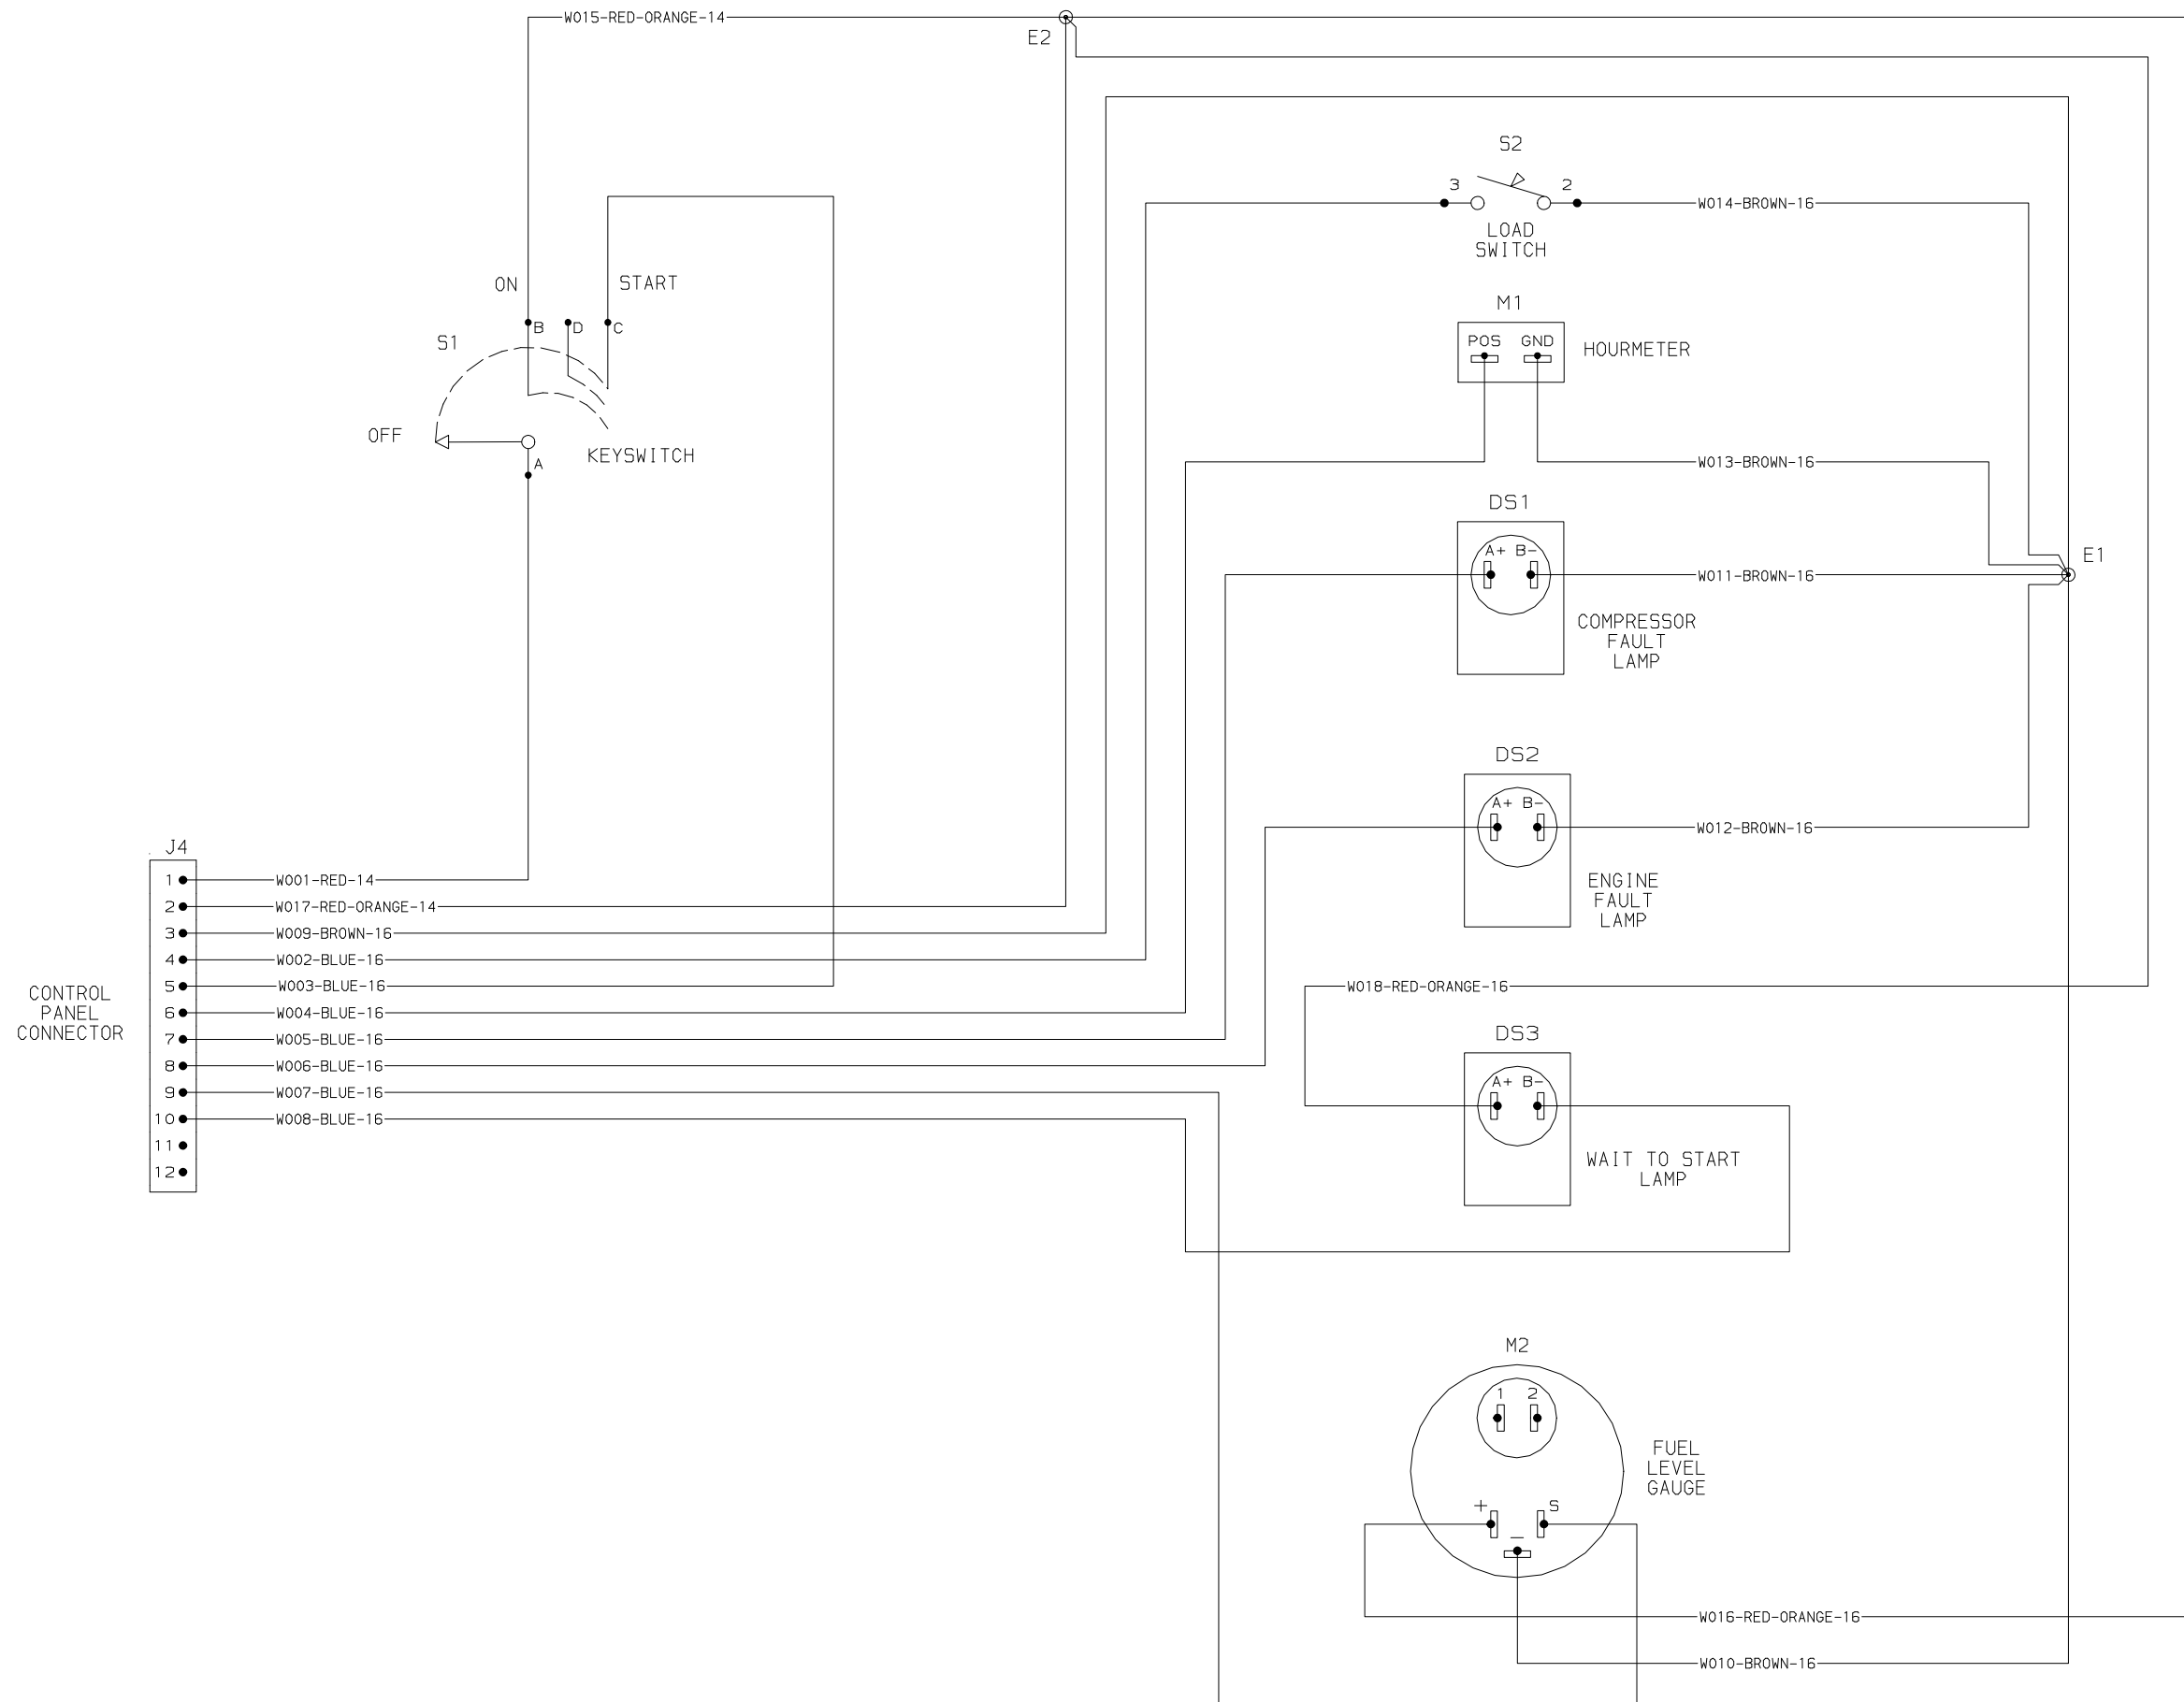 W015-RED-ORANGE-14
E2
S2
3
2
W014-BROWN-16
LOAD
SWITCH
ON
START
B
D
C
S1
OFF
KEYSWITCH
A
M1
POS
GND
HOURMETER
W013-BROWN-16
DS1
A+ B-
W011-BROWN-16
E1
COMPRESSOR
FAULT
LAMP
DS2
A+ B-
W012-BROWN-16
ENGINE
FAULT
LAMP
J4
1
W001-RED-14
2
W017-RED-ORANGE-14
3
W009-BROWN-16
4
W002-BLUE-16
5
W003-BLUE-16
6
W004-BLUE-16
7
W005-BLUE-16
8
W006-BLUE-16
9
W007-BLUE-16
10
W008-BLUE-16
11
12
CONTROL
PANEL
CONNECTOR
W018-RED-ORANGE-16
DS3
A+ B-
WAIT TO START
LAMP
M2
1
2
FUEL
LEVEL
GAUGE
+
S
-
W016-RED-ORANGE-16
W010-BROWN-16